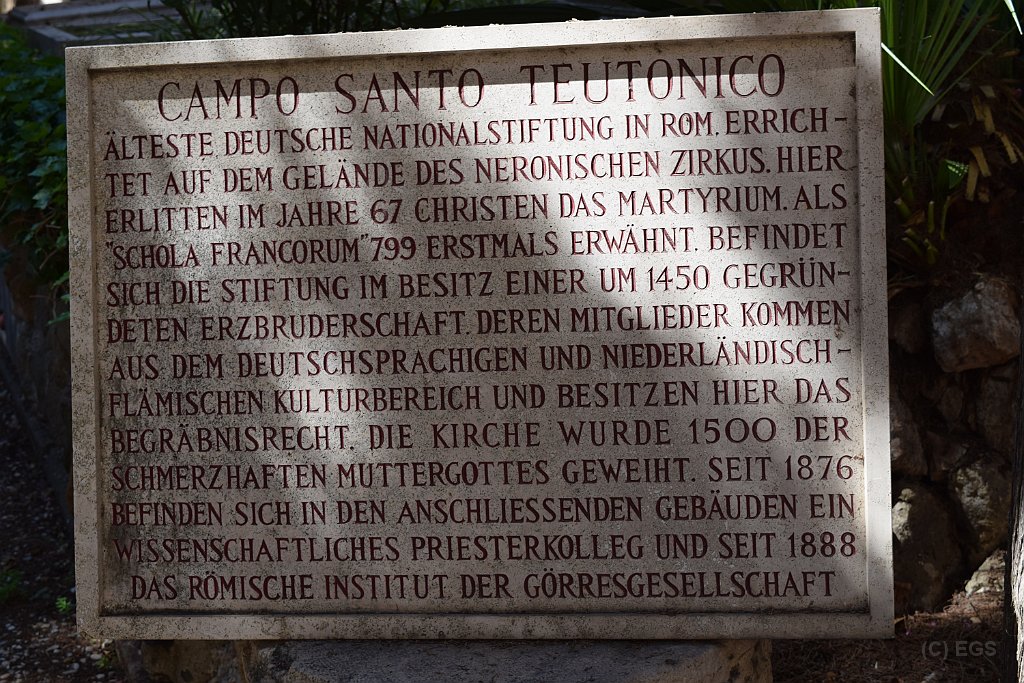 CAMPO SANTO TEUTONICO
ÄLTESTE DEUTSCHE NATIONALSTIFTUNG IN ROM. ERRICH-
TET AUF DEM GELÄNDE DES NERONISCHEN ZIRKUS. HIER
ERLITTEN IM JAHRE 67 CHRISTEN DAS MARTYRIUM. ALS
"SCHOLA FRANCORUM" 799 ERSTMALS ERWÄHNT. BEFINDET
SICH DIE STIFTUNG IM BESITZ EINER UM 1450 GEGRÜN-
DETEN ERZBRUDERSCHAFT. DEREN MITGLIEDER KOMMEN
AUS DEM DEUTSCHSPRACHIGEN UND NIEDERLÄNDISCH-
FLÄMISCHEN KULTURBEREICH UND BESITZEN HIER DAS
BEGRÄBNISRECHT. DIE KIRCHE WURDE 1500 DER
SCHMERZHAFTEN MUTTERGOTTES GEWEIHT. SEIT 1876
BEFINDEN SICH IN DEN ANSCHLIESSENDEN GEBÄUDEN EIN
WISSENSCHAFTLICHES PRIESTERKOLLEG UND SEIT 1888
DAS RÖMISCHE INSTITUT DER GÖRRESGESELLSCHAFT
(C) EGS